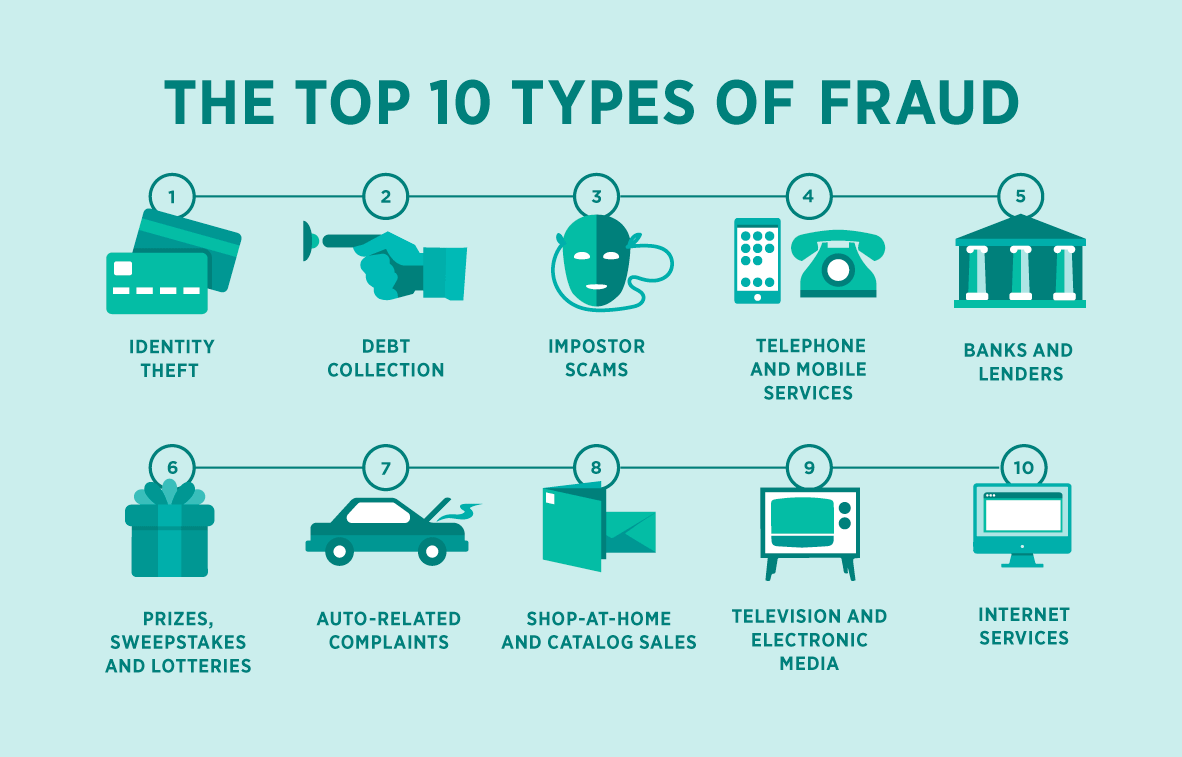 THE TOP 10 TYPES OF FRAUD
1
2
3
4
5
IDENTITY
THEFT
DEBT
COLLECTION
IMPOSTOR
SCAMS
TELEPHONE
AND MOBILE
SERVICES
BANKS AND
LENDERS
6
7
8
9
10
PRIZES,
SWEEPSTAKES
AND LOTTERIES
AUTO-RELATED
COMPLAINTS
SHOP-AT-HOME
AND CATALOG SALES
TELEVISION AND
ELECTRONIC
MEDIA
INTERNET
SERVICES